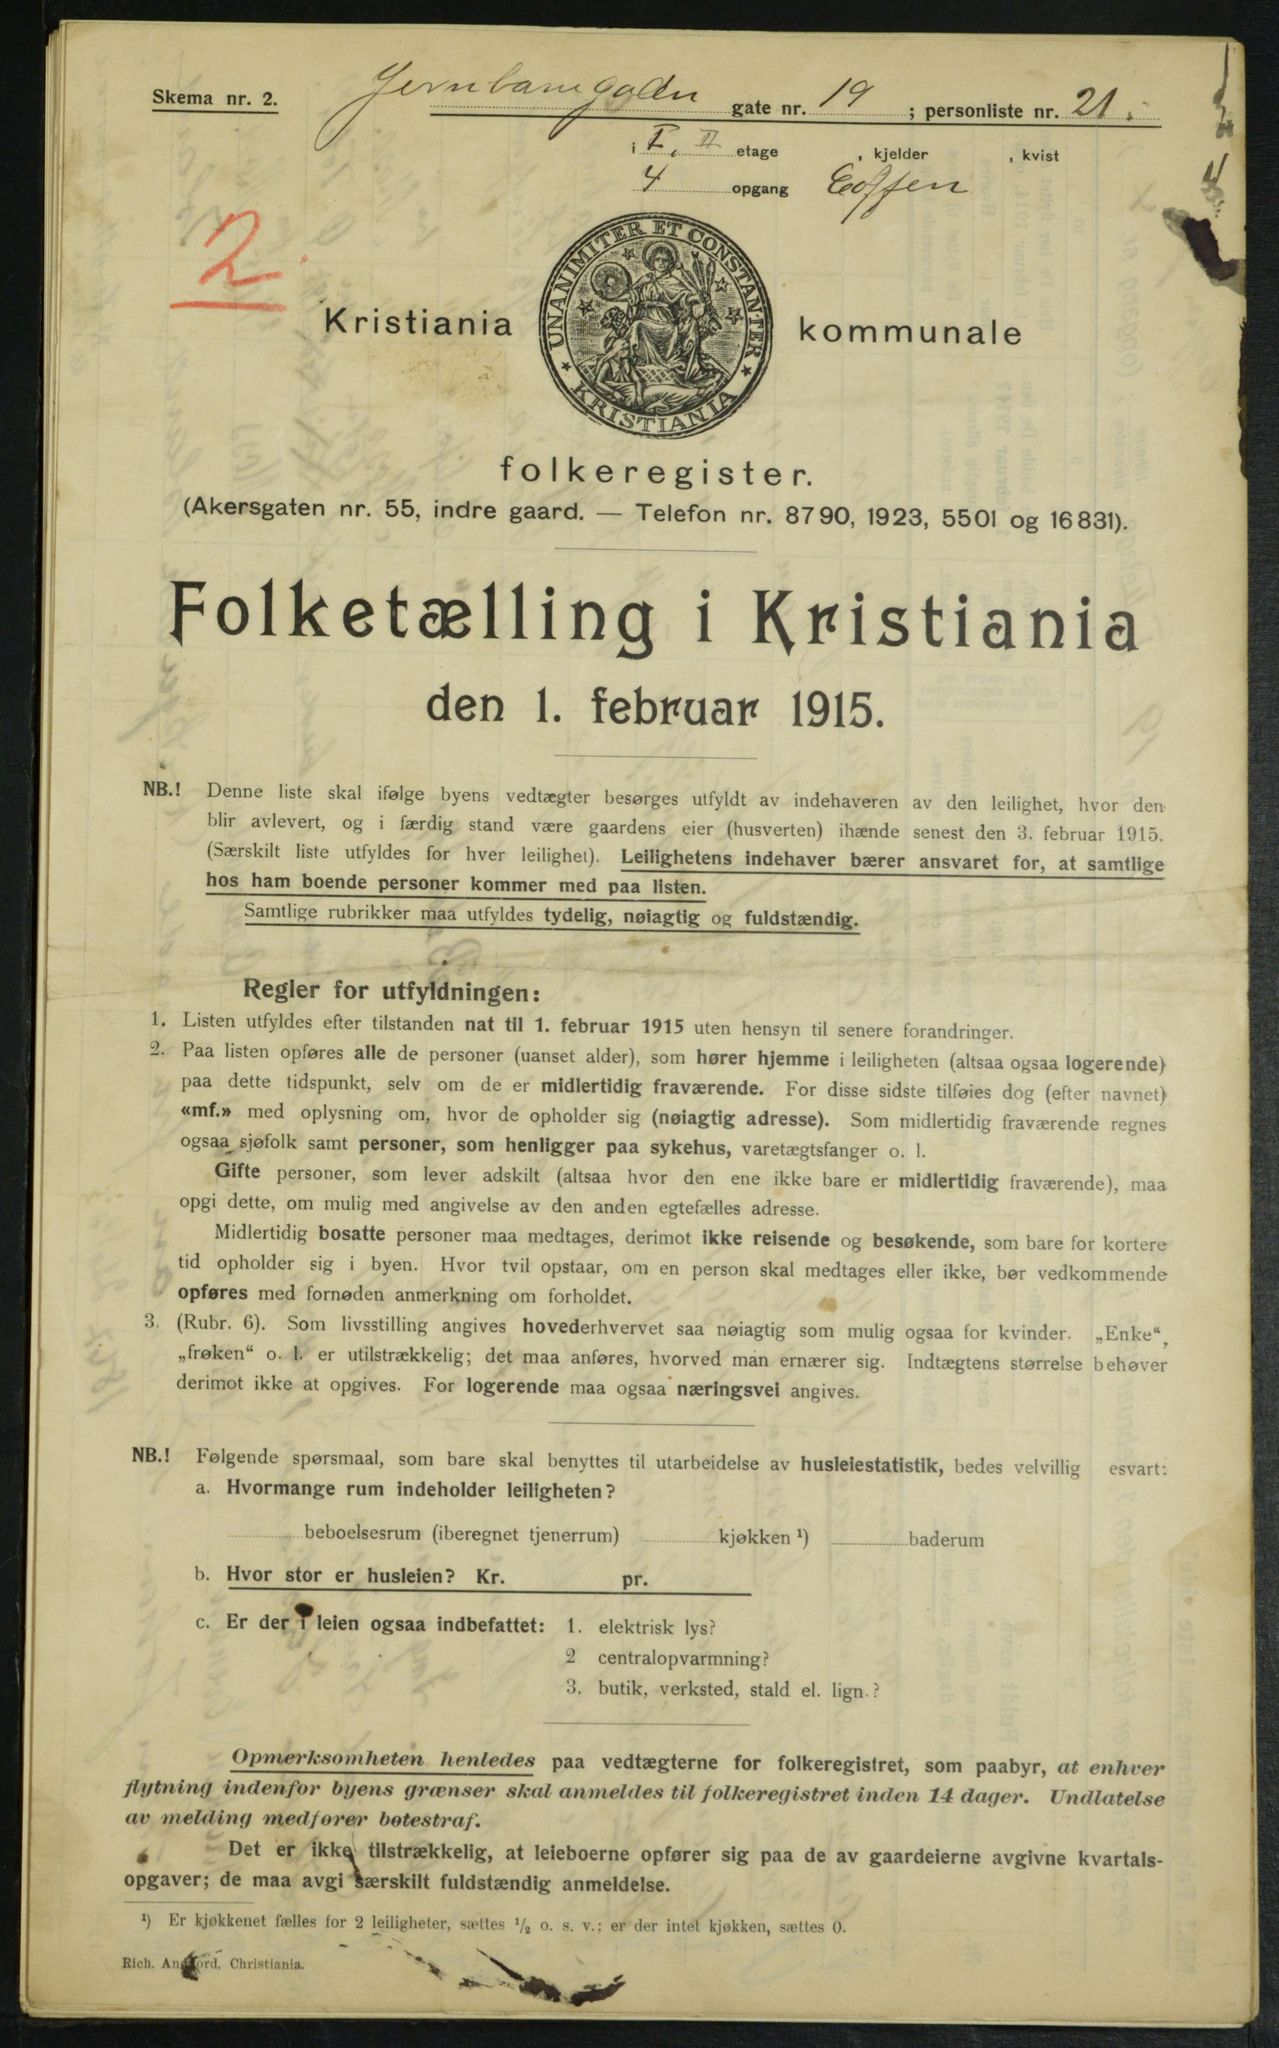 Skema nr. 2.
Jernbanegaden gate nr. 19 ; personliste nr. 21.
i I, II etage , kjelder , kvist
4 opgang
2
UNANIMITER ET CONSTANTER
KRISTIANIA
Kristiania kommunale
folkeregister.
(Akersgaten nr. 55, indre gaard. — Telefon nr. 8790, 1923, 5501 og 16831).
Folketælling i Kristiania
den 1. februar 1915.
NB.! Denne liste skal ifølge byens vedtægter besørges utfyldt av indehaveren av den leilighet, hvor den
blir avlevert, og i færdig stand være gaardens eier (husverten) ihænde senest den 3. februar 1915.
(Særskilt liste utfyldes for hver leilighet). Leilighetens indehaver bærer ansvaret for, at samtlige
hos ham boende personer kommer med paa listen.
Samtlige rubrikker maa utfyldes tydelig, nøiagtig og fuldstændig.
Regler for utfyldningen:
1. Listen utfyldes efter tilstanden nat til 1. februar 1915 uten hensyn til senere forandringer.
2. Paa listen opføres alle de personer (uanset alder), som hører hjemme i leiligheten (altsaa ogsaa logerende)
paa dette tidspunkt, selv om de er midlertidig fraværende. For disse sidste tilføies dog (efter navnet)
«mf.» med oplysning om, hvor de opholder sig (nøiagtig adresse). Som midlertidig fraværende regnes
ogsaa sjøfolk samt personer, som henligger paa sykehus, varetægtsfanger o. l.
Gifte personer, som lever adskilt (altsaa hvor den ene ikke bare er midlertidig fraværende), maa
opgi dette, om mulig med angivelse av den anden egtefælles adresse.
Midlertidig bosatte personer maa medtages, derimot ikke reisende og besøkende, som bare for kortere
tid opholder sig i byen. Hvor tvil opstaar, om en person skal medtages eller ikke, bør vedkommende
opføres med fornøden anmerkning om forholdet.
3. (Rubr. 6). Som livsstilling angives hovederhvervet saa nøiagtig som mulig ogsaa for kvinder. „Enke“,
„frøken“ o. l. er utilstrækkelig; det maa anføres, hvorved man ernærer sig. Indtægtens størrelse behøver
derimot ikke at opgives. For logerende maa ogsaa næringsvei angives.
NB.! Følgende spørsmaal, som bare skal benyttes til utarbeidelse av husleiestatistik, bedes velvillig esvart:
a. Hvormange rum indeholder leiligheten?
beboelsesrum (iberegnet tjenerrum) kjøkken ¹) baderum
b. Hvor stor er husleien? Kr. pr.
c. Er der i leien ogsaa indbefattet: 1. elektrisk lys?
2 centralopvarmning?
3. butik, verksted, stald el. lign.?
Opmerksomheten henledes paa vedtægterne for folkeregistret, som paabyr, at enhver
flytning indenfor byens grænser skal anmeldes til folkeregistret inden 14 dager. Undlatelse
av melding medfører bøtestraf.
Det er ikke tilstrækkelig, at leieboerne opfører sig paa de av gaardeierne avgivne kvartals-
opgaver; de maa avgi særskilt fuldstændig anmeldelse.
¹) Er kjøkkenet fælles for 2 leiligheter, sættes ½ o. s. v.; er der intet kjøkken, sættes 0.
Rich. Andvord, Christiania.